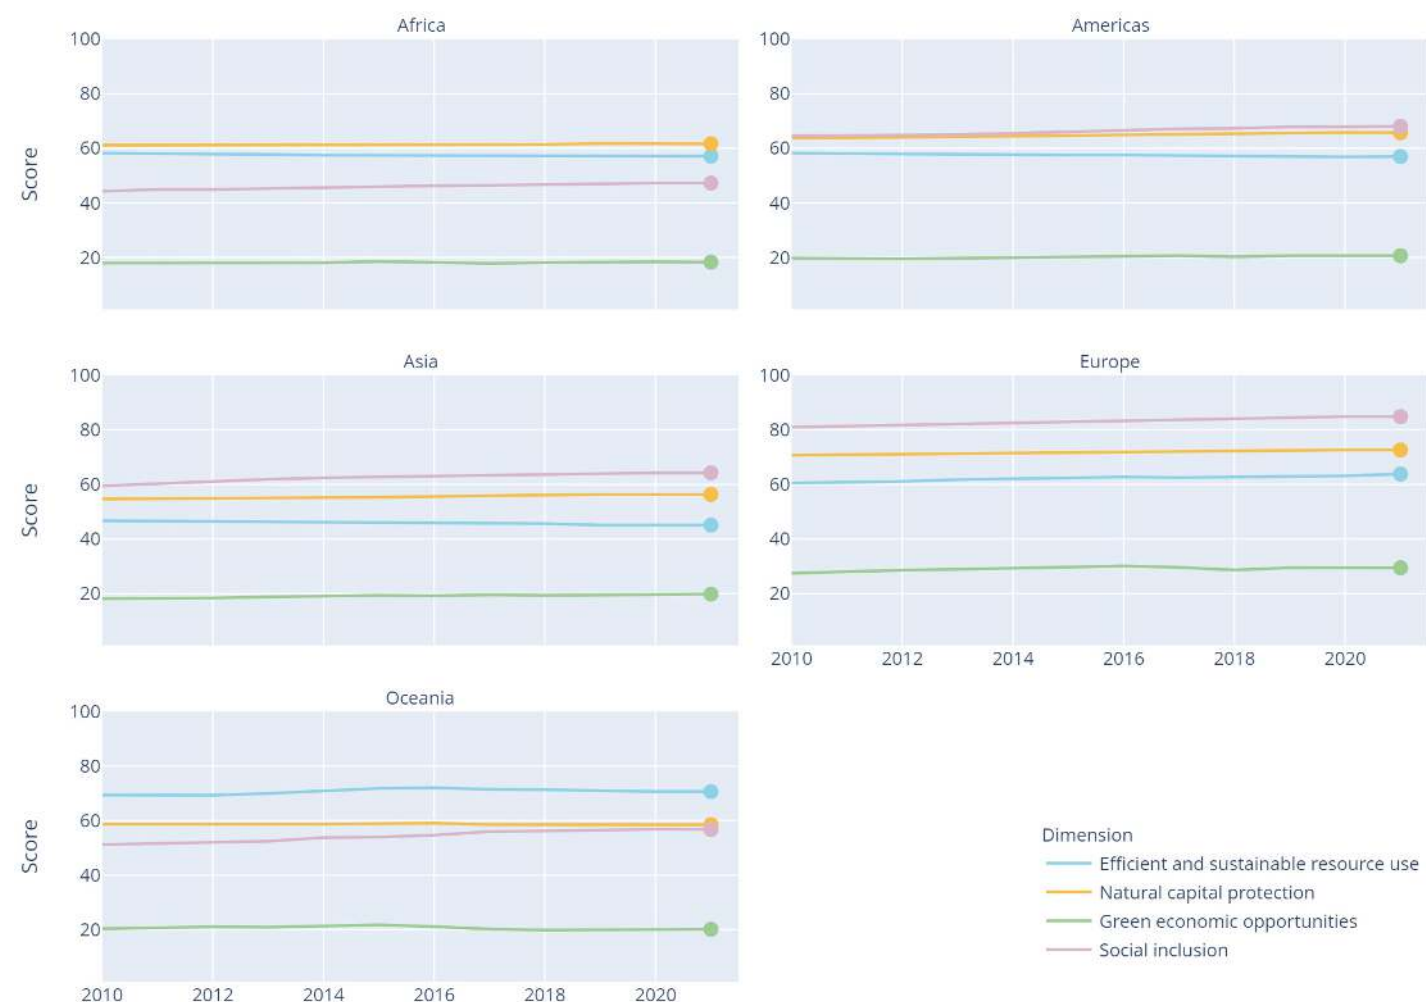 Africa
Americas
100
80
60
40
20
Score
100
80
60
40
20
Asia
Europe
100
80
60
40
20
Score
100
80
60
40
20
2010 2012 2014 2016 2018 2020
Oceania
100
80
60
40
20
Score
2010 2012 2014 2016 2018 2020
Dimension
Efficient and sustainable resource use
Natural capital protection
Green economic opportunities
Social inclusion